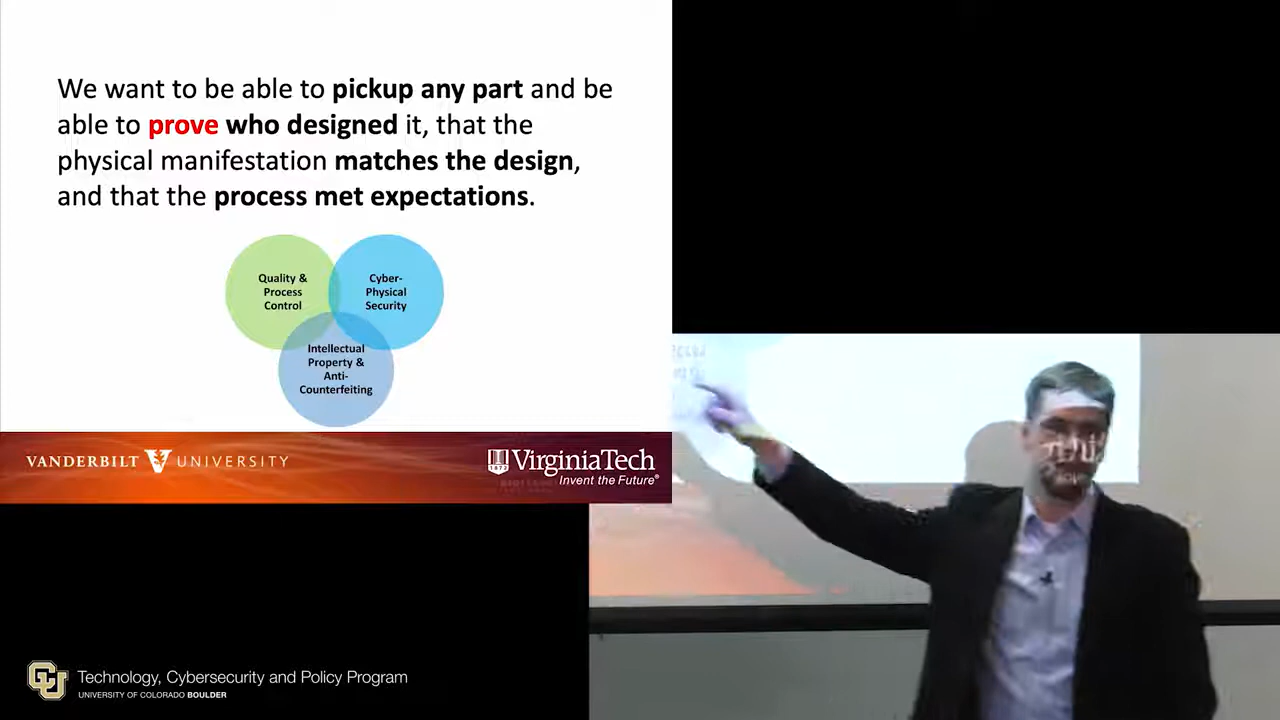 We want to be able to pickup any part and be
able to prove who designed it, that the
physical manifestation matches the design,
and that the process met expectations.
Quality &
Process
Control
Cyber-
Physical
Security
Intellectual
Property &
Anti-
Counterfeiting
VANDERBILT V UNIVERSITY
1872
VirginiaTech
Invent the Future®
CU
Technology, Cybersecurity and Policy Program
UNIVERSITY OF COLORADO BOULDER